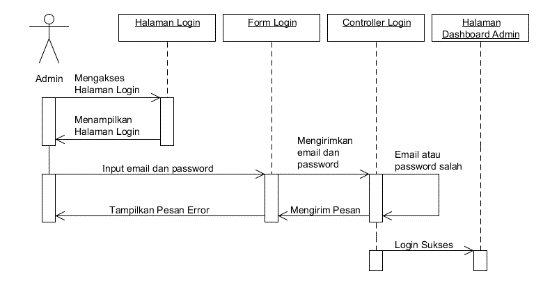 Halaman Login
Form Login
Controller Login
Halaman
Dashboard Admin
Admin
Mengakses
Halaman Login
Menampilkan
Halaman Login
Mengirimkan
email dan
password
Email atau
password salah
Input email dan password
Tampilkan Pesan Error
Mengirim Pesan
Login Sukses